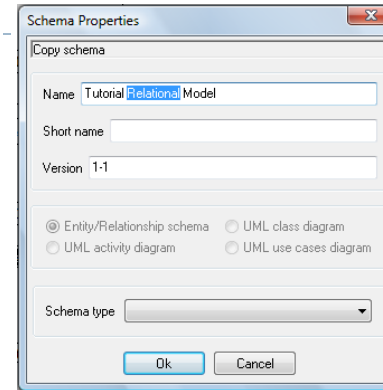 Schema Properties
Copy schema
Name Tutorial Relational Model
Short name
Version 1-1
Entity/Relationship schema UML class diagram
UML activity diagram UML use cases diagram
Schema type
Ok Cancel